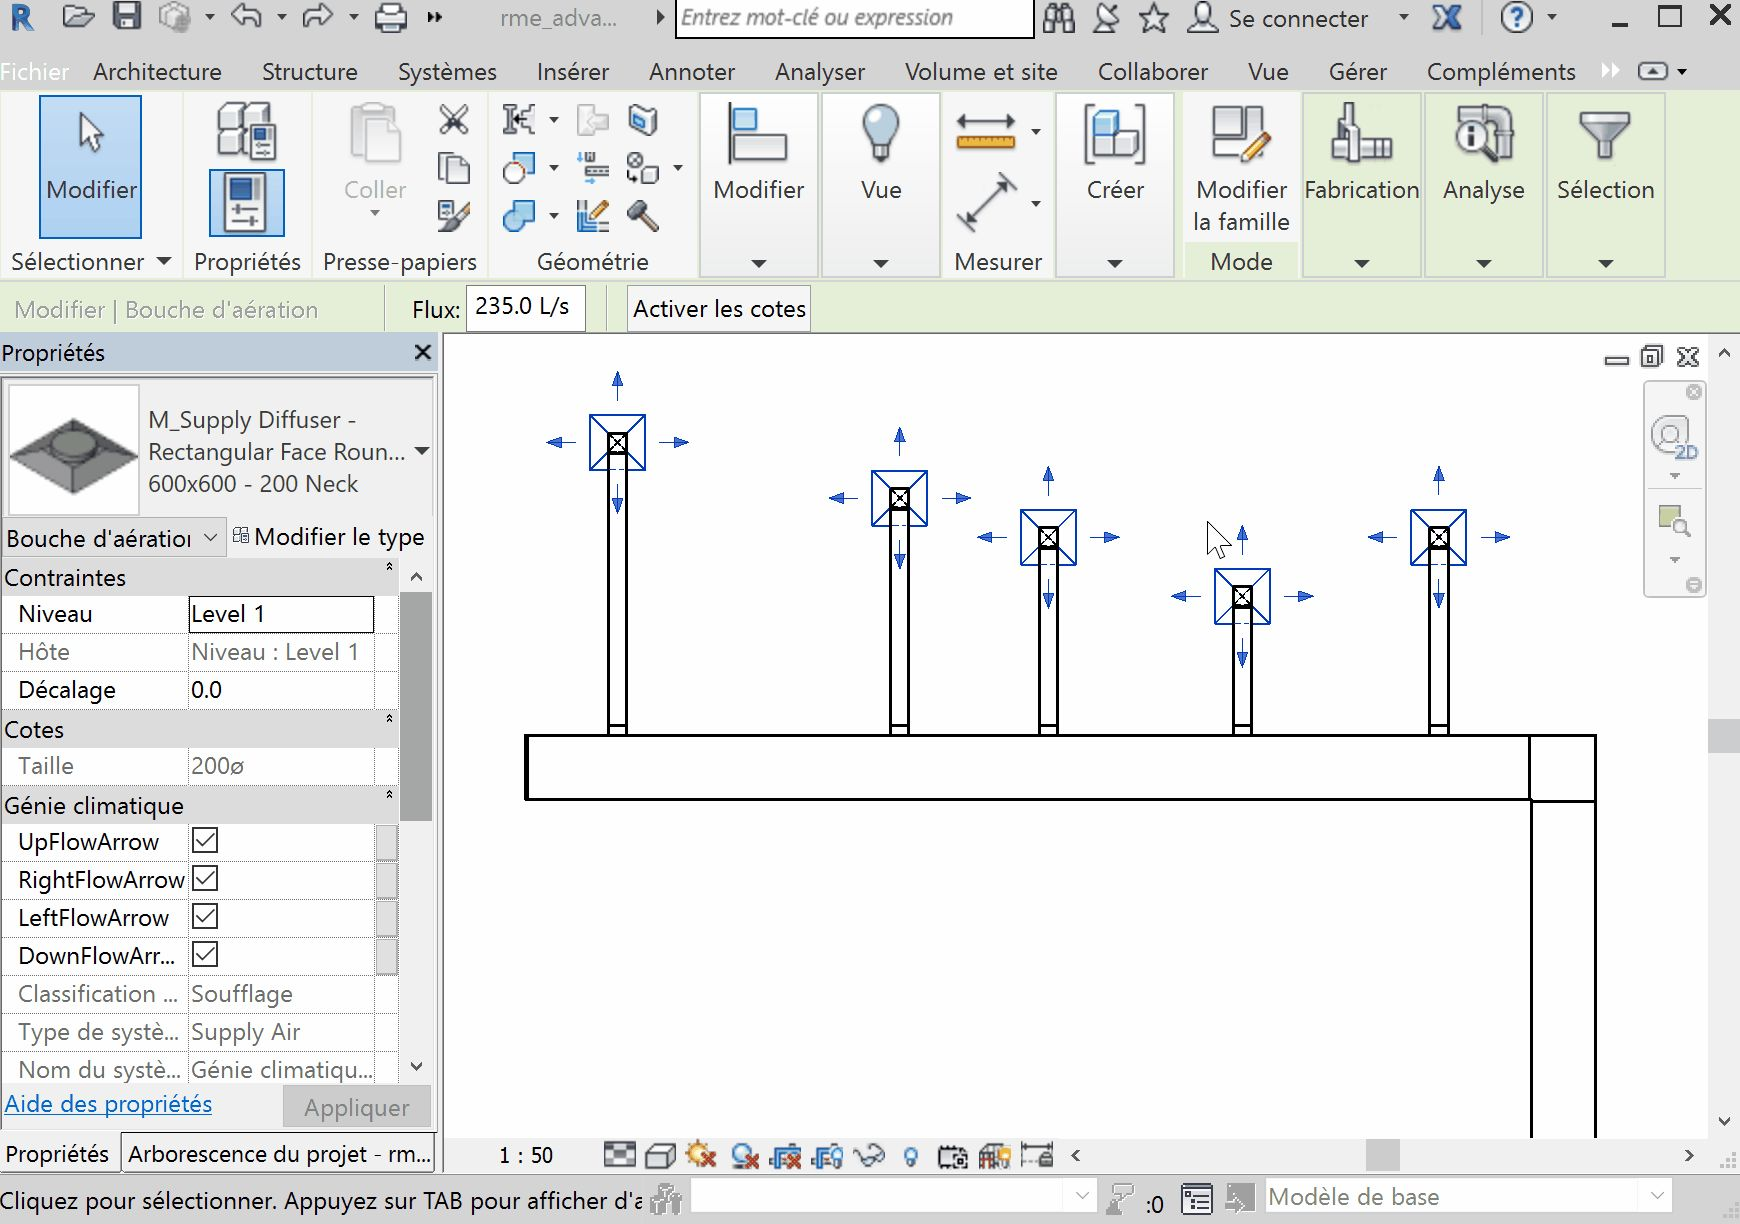 rme_adva...
Entrez mot-clé ou expression
Se connecter
Fichier Architecture Structure Systèmes Insérer Annoter Analyser Volume et site Collaborer Vue Gérer Compléments
Modifier
Coller
Modifier
Vue
Créer
Modifier
la famille
Fabrication
Analyse
Sélection
Sélectionner Propriétés Presse-papiers Géométrie Mesurer Mode
Modifier | Bouche d'aération Flux: 235.0 L/s Activer les cotes
Propriétés
M_Supply Diffuser -
Rectangular Face Roun...
600x600 - 200 Neck
2D
Bouche d'aération Modifier le type
Contraintes
Niveau Level 1
Hôte Niveau : Level 1
Décalage 0.0
Cotes
Taille 200ø
Génie climatique
UpFlowArrow
RightFlowArrow
LeftFlowArrow
DownFlowArr...
Classification ... Soufflage
Type de systè... Supply Air
Nom du systè... Génie climatiqu...
Aide des propriétés Appliquer
Propriétés Arborescence du projet - rm...
1 : 50
Cliquez pour sélectionner. Appuyez sur TAB pour afficher d'a
:0
Modèle de base